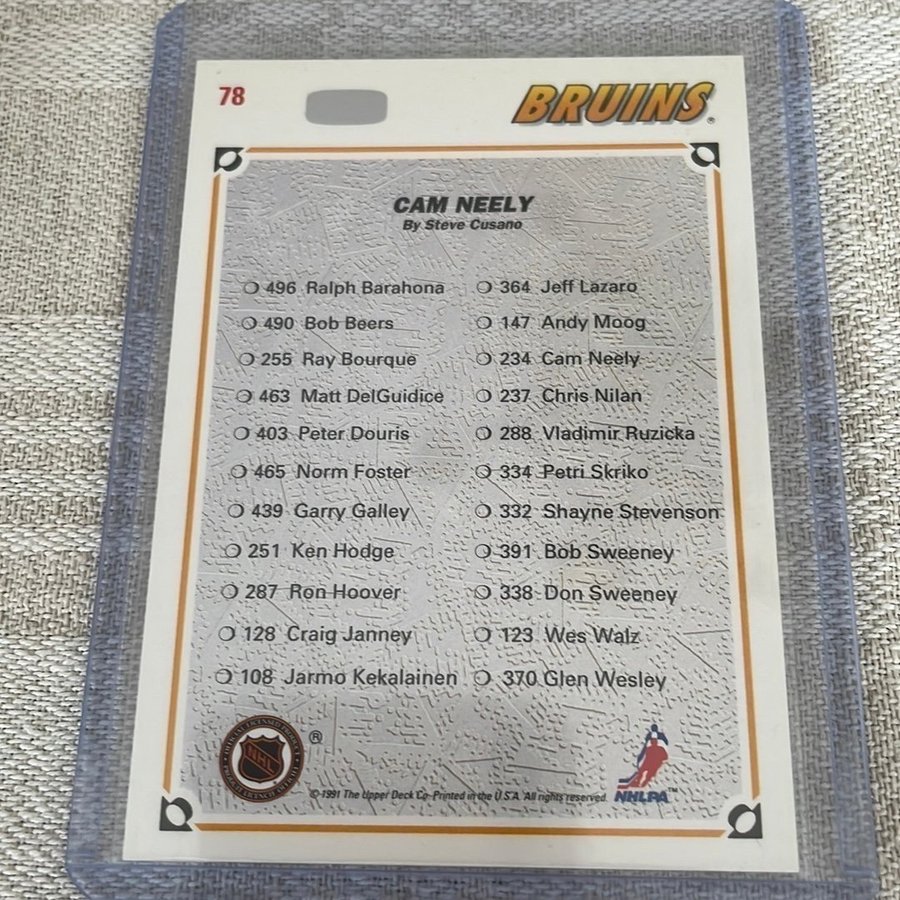 78
BRUINS®
CAM NEELY
By Steve Cusano
496 Ralph Barahona
490 Bob Beers
255 Ray Bourque
463 Matt DelGuidice
403 Peter Douris
465 Norm Foster
439 Garry Galley
251 Ken Hodge
287 Ron Hoover
128 Craig Janney
108 Jarmo Kekalainen
364 Jeff Lazaro
147 Andy Moog
234 Cam Neely
237 Chris Nilan
288 Vladimir Ruzicka
334 Petri Skriko
332 Shayne Stevenson
391 Bob Sweeney
338 Don Sweeney
123 Wes Walz
370 Glen Wesley
NHL
®
© 1991 The Upper Deck Co. Printed in the U.S.A. All rights reserved.
NHLPA™